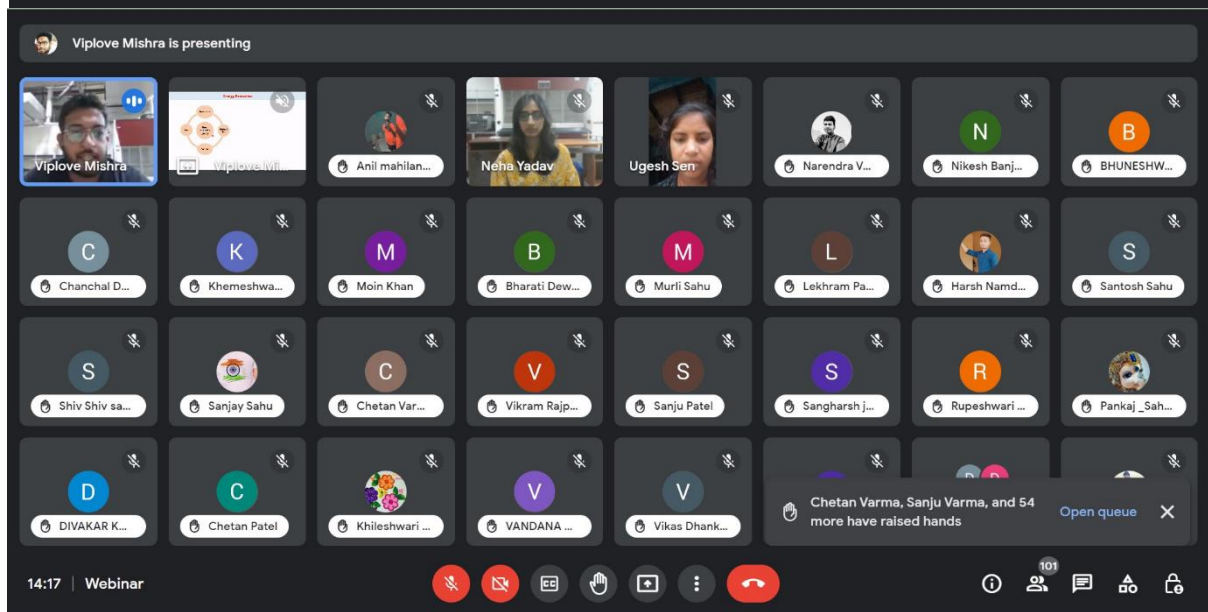 Viplove Mishra is presenting
Viplove Mishra
Viplove Mi...
Anil mahilan...
Neha Yadav
Ugesh Sen
Narendra V...
N
Nikesh Banj...
B
BHUNESHW...
C
Chanchal D...
K
Khemeshwa...
M
Moin Khan
B
Bharati Dew...
M
Murli Sahu
L
Lekhram Pa...
Harsh Namd...
S
Santosh Sahu
S
Shiv Shiv sa...
Sanjay Sahu
C
Chetan Var...
V
Vikram Rajp...
S
Sanju Patel
S
Sangharsh j...
R
Rupeshwari ...
Pankaj _Sah...
D
DIVAKAR K...
C
Chetan Patel
Khileshwari ...
V
VANDANA ...
V
Vikas Dhank...
Chetan Varma, Sanju Varma, and 54
more have raised hands
Open queue
14:17 | Webinar
CC
101